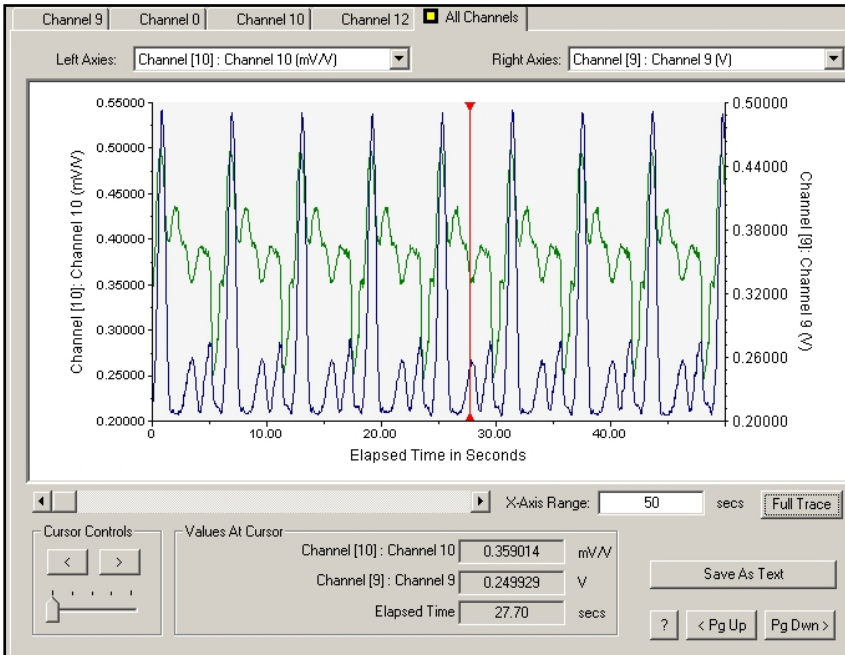 Channel 9 Channel 0 Channel 10 Channel 12 All Channels
Left Axies: Channel [10] : Channel 10 (mV/V) Right Axies: Channel [9] : Channel 9 (V)
Channel [10]: Channel 10 (mV/V)
0.55000
0.50000
0.45000
0.40000
0.35000
0.30000
0.25000
0.20000
0.50000
0.44000
0.38000
0.32000
0.26000
0.20000
Channel [9]: Channel 9 (V)
0 10.00 20.00 30.00 40.00
Elapsed Time in Seconds
X-Axis Range: 50 secs Full Trace
Cursor Controls
< >
Values At Cursor
Channel [10] : Channel 10 0.359014 mV/V
Channel [9] : Channel 9 0.249929 V
Elapsed Time 27.70 secs
Save As Text
? < Pg Up Pg Dwn >